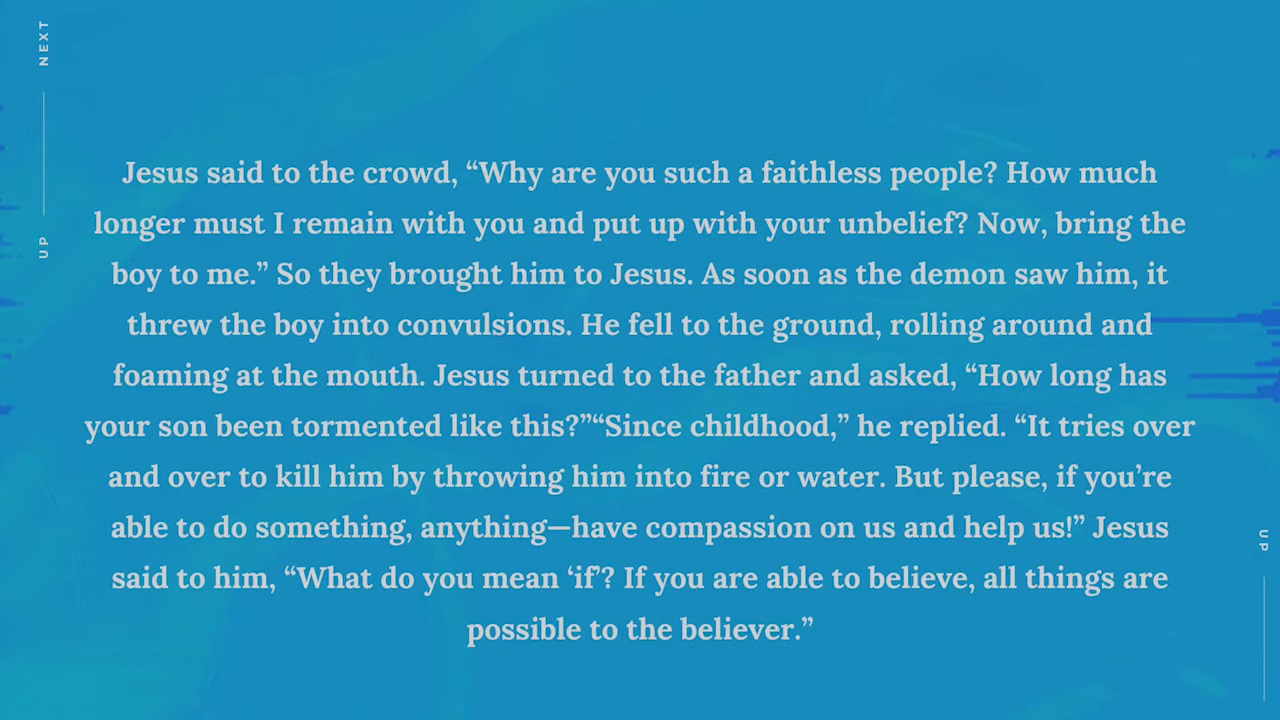 NEXT
UP
Jesus said to the crowd, “Why are you such a faithless people? How much
longer must I remain with you and put up with your unbelief? Now, bring the
boy to me.” So they brought him to Jesus. As soon as the demon saw him, it
threw the boy into convulsions. He fell to the ground, rolling around and
foaming at the mouth. Jesus turned to the father and asked, “How long has
your son been tormented like this?”“Since childhood,” he replied. “It tries over
and over to kill him by throwing him into fire or water. But please, if you’re
able to do something, anything—have compassion on us and help us!” Jesus
said to him, “What do you mean ‘if’? If you are able to believe, all things are
possible to the believer.”
UP